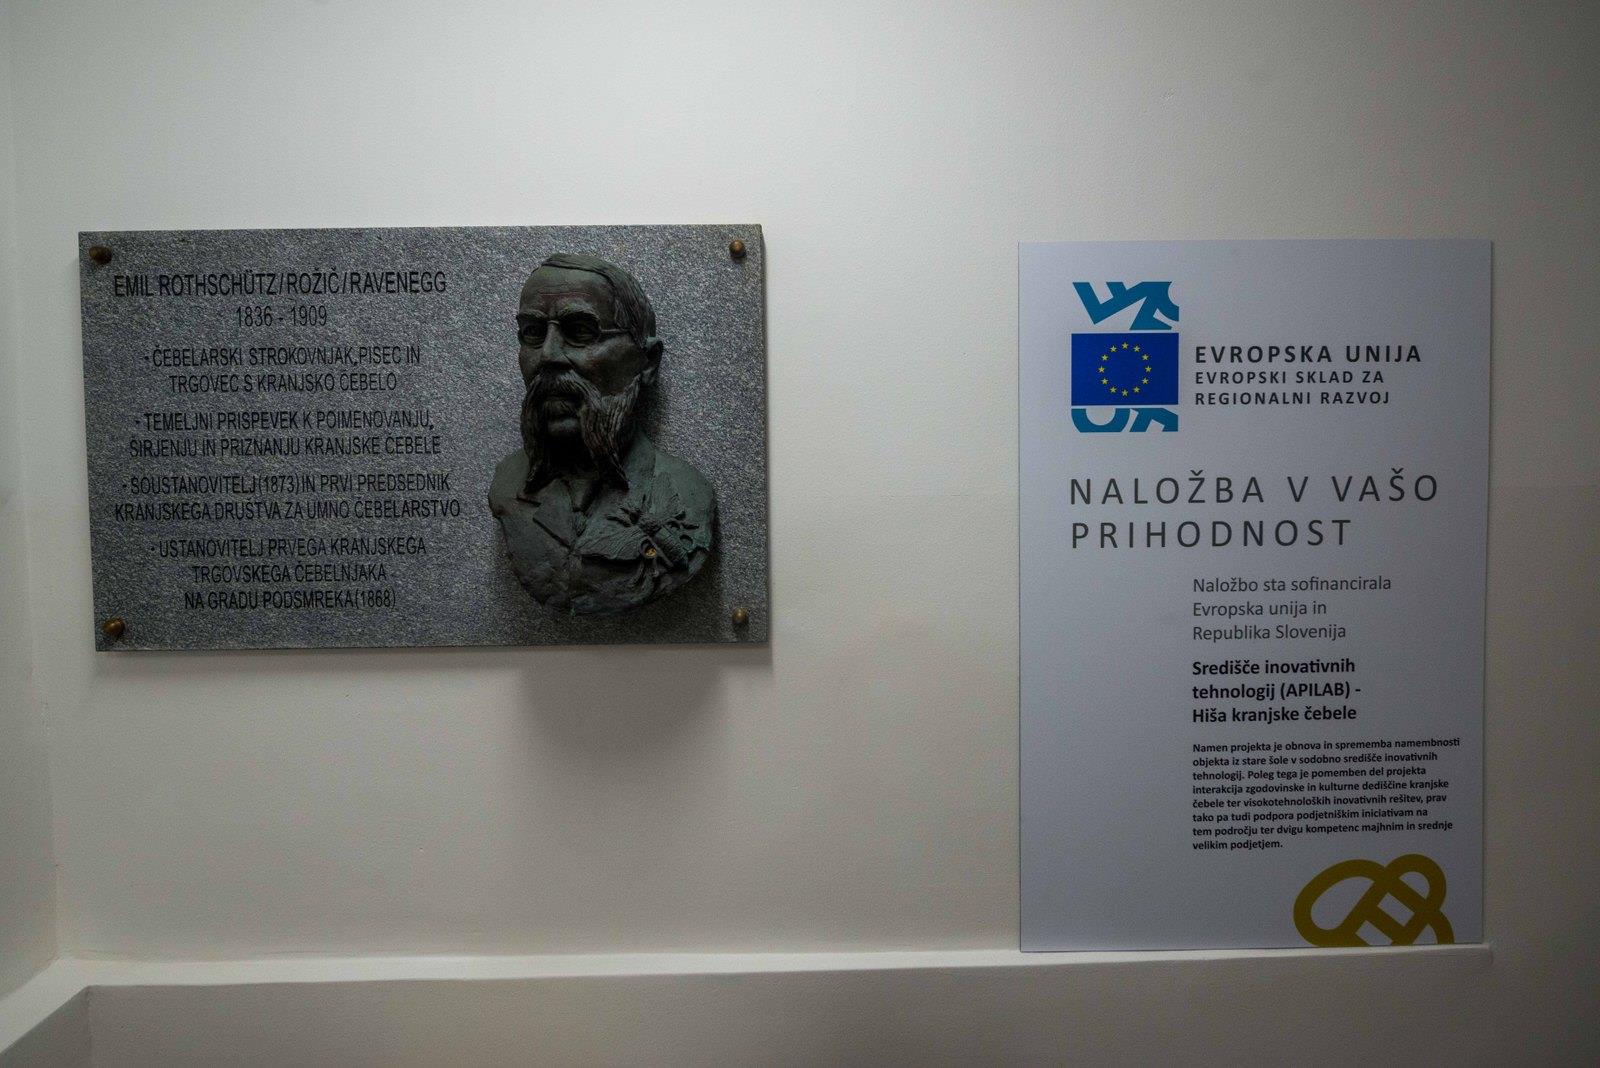 EMIL ROTHSCHÜTZ/ROŽIČ/RAVENEGG
1836 - 1909
• ČEBELARSKI STROKOVNJAK, PISEC IN
TRGOVEC S KRANJSKO ČEBELO
• TEMELJNI PRISPEVEK K POIMENOVANJU,
ŠIRJENJU IN PRIZNANJU KRANJSKE ČEBELE
• SOUSTANOVITELJ (1873) IN PRVI PREDSEDNIK
KRANJSKEGA DRUŠTVA ZA UMNO ČEBELARSTVO
• USTANOVITELJ PRVEGA KRANJSKEGA
TRGOVSKEGA ČEBELNJAKA
NA GRADU PODSMREKA (1868)
EVROPSKA UNIJA
EVROPSKI SKLAD ZA
REGIONALNI RAZVOJ
NALOŽBA V VAŠO
PRIHODNOST
Naložbo sta sofinancirala
Evropska unija in
Republika Slovenija
Središče inovativnih
tehnologij (APILAB) -
Hiša kranjske čebele
Namen projekta je obnova in sprememba namembnosti
objekta iz stare šole v sodobno središče inovativnih
tehnologij. Poleg tega je pomemben del projekta
interakcija zgodovinske in kulturne dediščine kranjske
čebele ter visokotehnoloških inovativnih rešitev, prav
tako pa tudi podpora podjetniškim iniciativam na
tem področju ter dvigu kompetenc majhnim in srednje
velikim podjetjem.